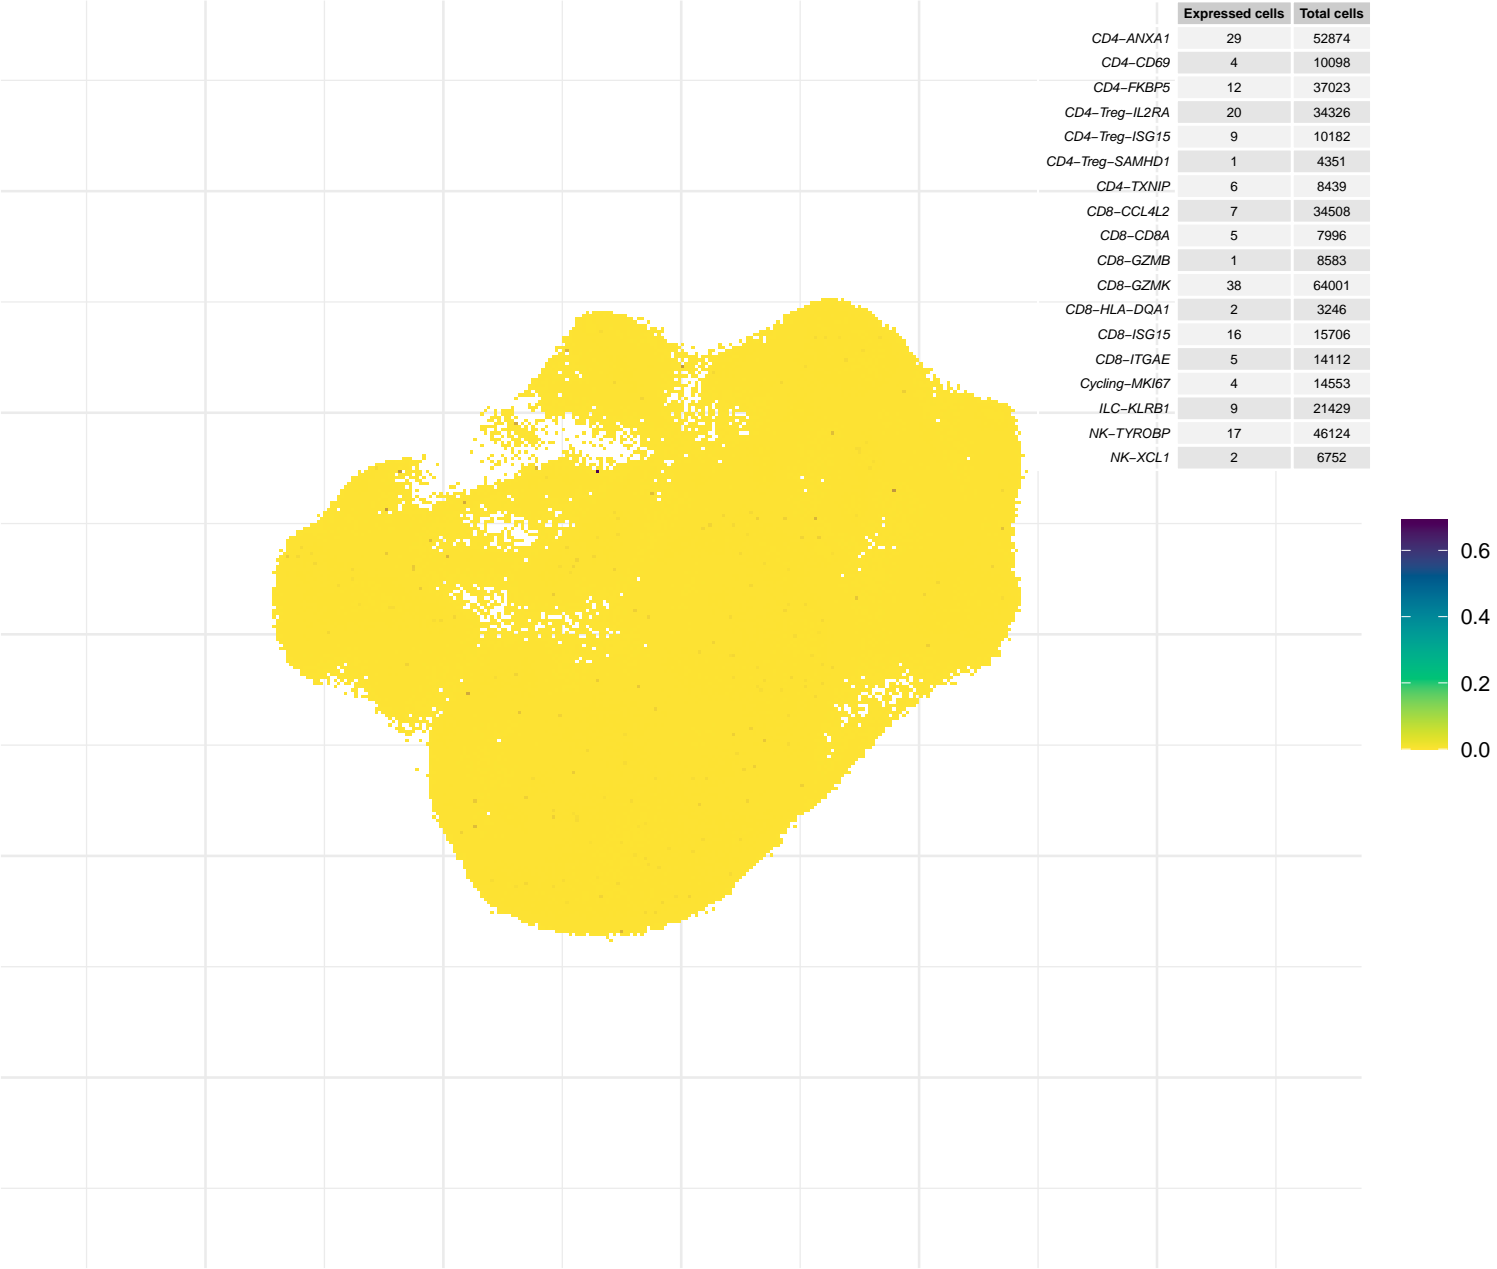 Expressed cells Total cells
CD4−ANXA1 29 52874
CD4−CD69 4 10098
CD4−FKBP5 12 37023
CD4−Treg−IL2RA 20 34326
CD4−Treg−ISG15 9 10182
CD4−Treg−SAMHD1 1 4351
CD4−TXNIP 6 8439
CD8−CCL4L2 7 34508
CD8−CD8A 5 7996
CD8−GZMB 1 8583
CD8−GZMK 38 64001
CD8−HLA−DQA1 2 3246
CD8−ISG15 16 15706
CD8−ITGAE 5 14112
Cycling−MKI67 4 14553
ILC−KLRB1 9 21429
NK−TYROBP 17 46124
NK−XCL1 2 6752
0.6
0.4
0.2
0.0